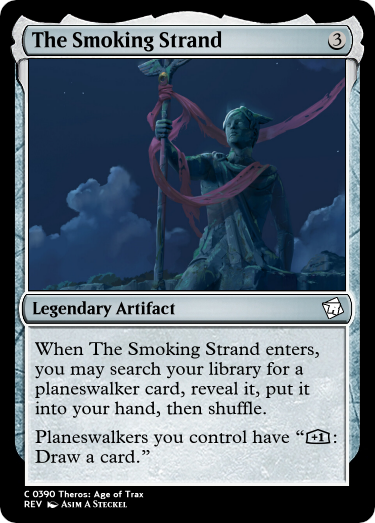 The Smoking Strand 3
Legendary Artifact
When The Smoking Strand enters,
you may search your library for a
planeswalker card, reveal it, put it
into your hand, then shuffle.
Planeswalkers you control have “+1:
Draw a card.”
C 0390 Theros: Age of Trax
REV Asim A Steckel